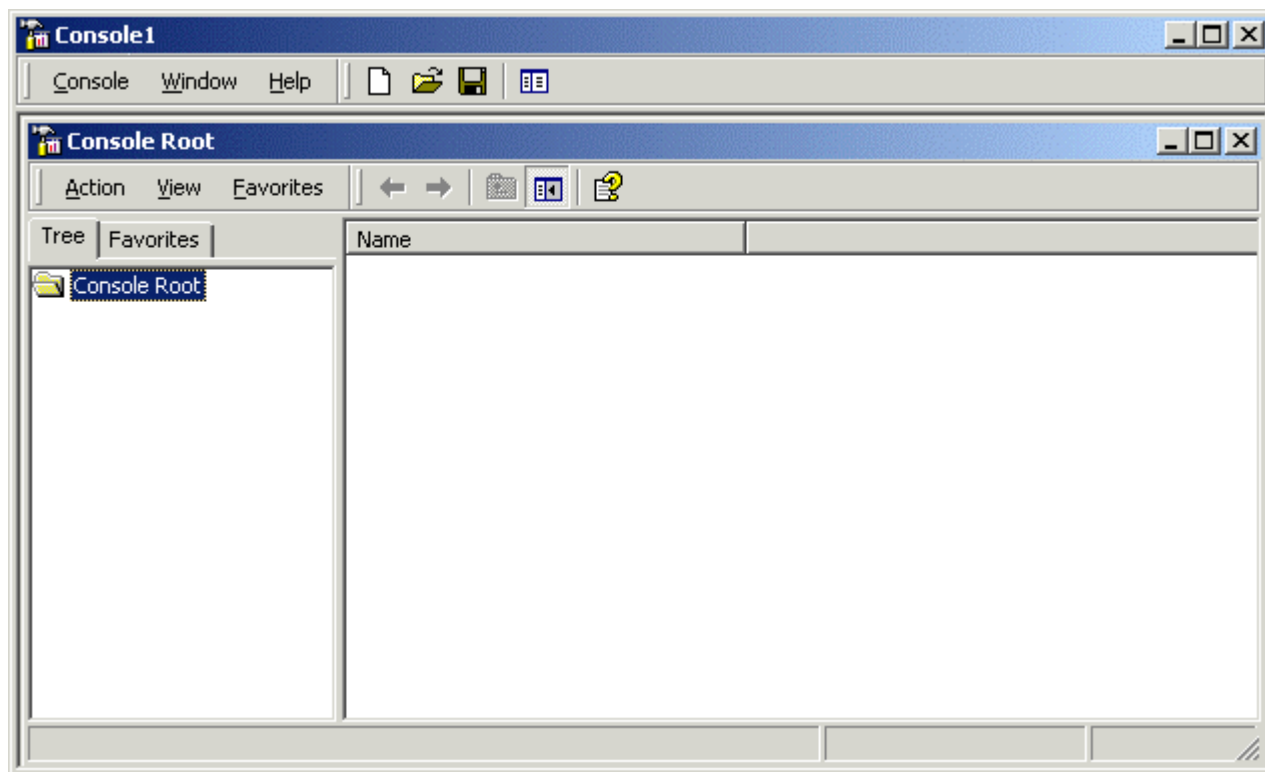 Console1
Console Window Help
Console Root
Action View Favorites
Tree Favorites Name
Console Root